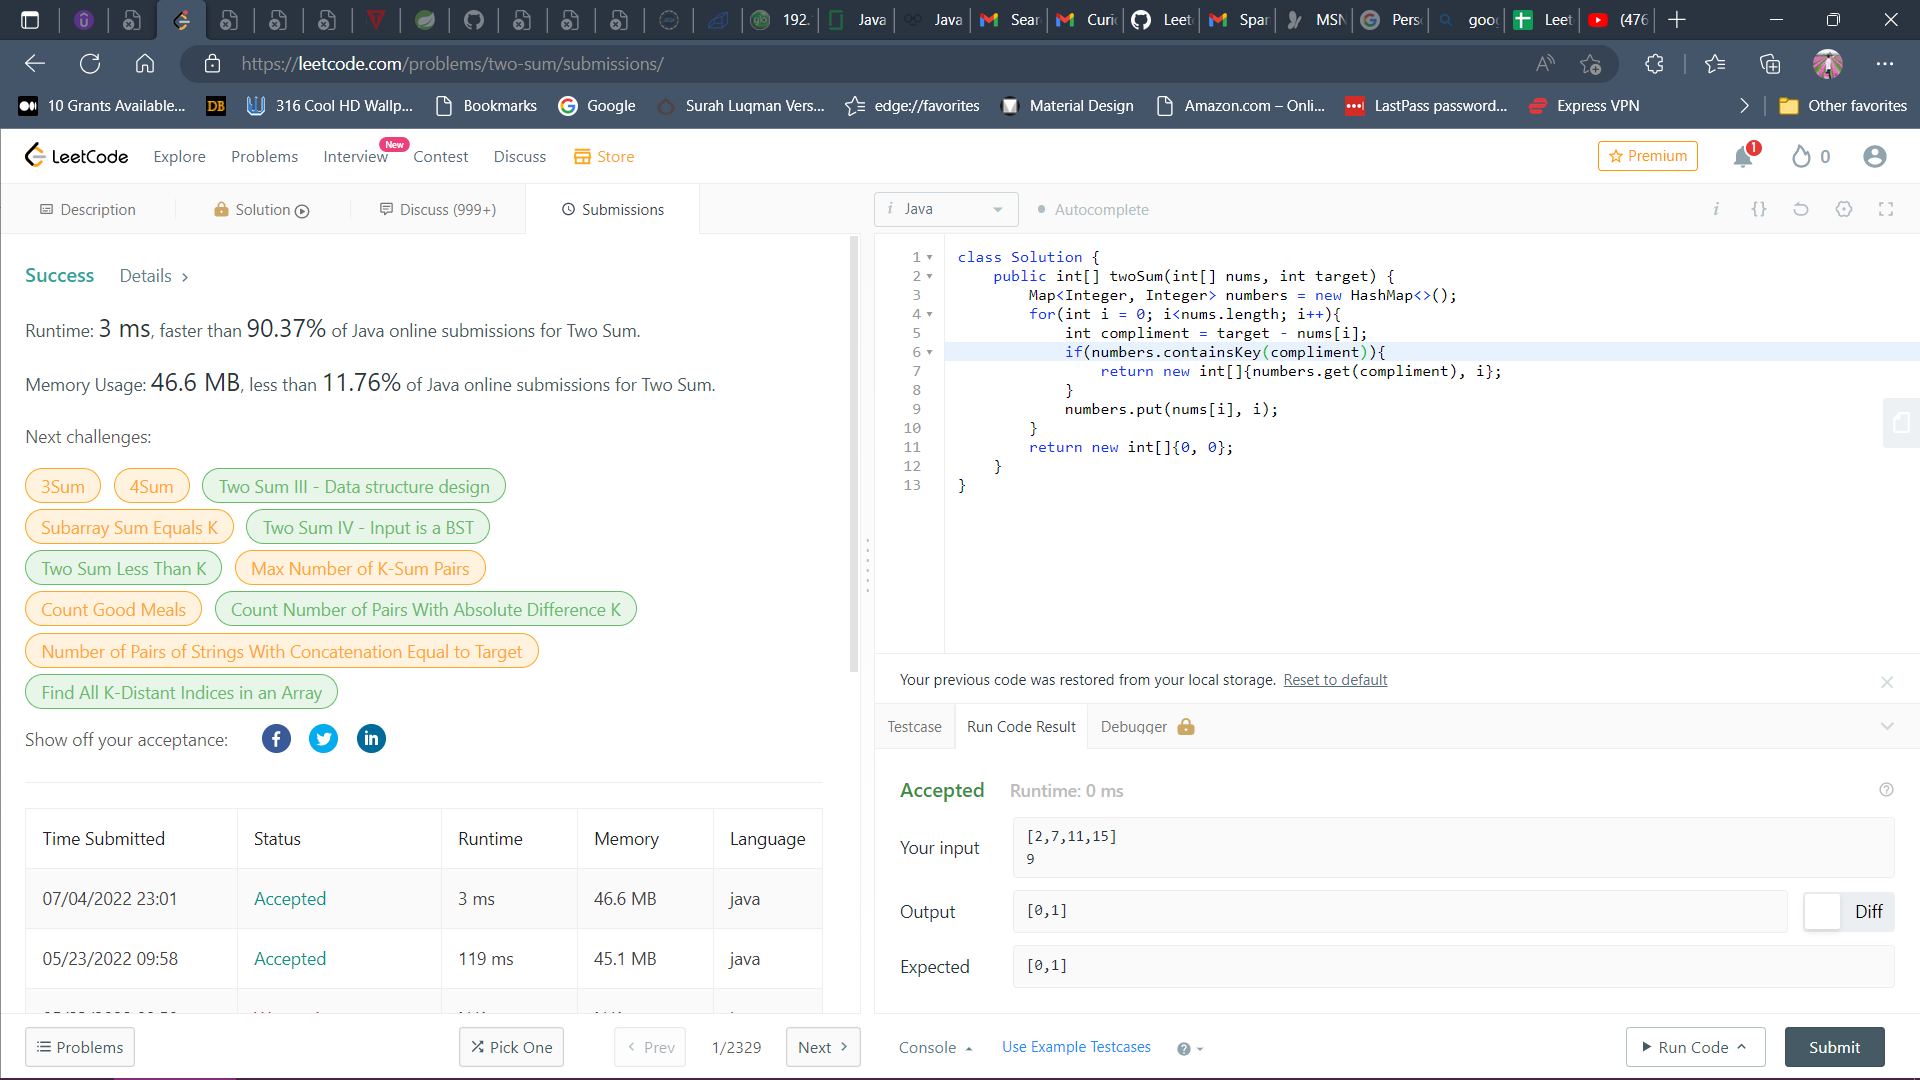 192.
Java
Java
Sear
Curi
Leet
Spar
MSN
Pers
goog
Leet
(476
https://leetcode.com/problems/two-sum/submissions/
10 Grants Available...
DB
316 Cool HD Wallp...
Bookmarks
Google
Surah Luqman Vers...
edge://favorites
Material Design
Amazon.com – Onli...
LastPass password...
Express VPN
Other favorites
LeetCode
Explore
Problems
Interview
New
Contest
Discuss
Store
Premium
1
0
Description
Solution
Discuss (999+)
Submissions
i Java
Autocomplete
i
{}
Success
Details
Runtime: 3 ms, faster than 90.37% of Java online submissions for Two Sum.
Memory Usage: 46.6 MB, less than 11.76% of Java online submissions for Two Sum.
Next challenges:
3Sum
4Sum
Two Sum III - Data structure design
Subarray Sum Equals K
Two Sum IV - Input is a BST
Two Sum Less Than K
Max Number of K-Sum Pairs
Count Good Meals
Count Number of Pairs With Absolute Difference K
Number of Pairs of Strings With Concatenation Equal to Target
Find All K-Distant Indices in an Array
Show off your acceptance:
Time Submitted Status Runtime Memory Language
07/04/2022 23:01 Accepted 3 ms 46.6 MB java
05/23/2022 09:58 Accepted 119 ms 45.1 MB java
Problems
Pick One
Prev
1/2329
Next
1 class Solution {
2 public int[] twoSum(int[] nums, int target) {
3 Map<Integer, Integer> numbers = new HashMap<>();
4 for(int i = 0; i<nums.length; i++){
5 int compliment = target - nums[i];
6 if(numbers.containsKey(compliment)){
7 return new int[]{numbers.get(compliment), i};
8 }
9 numbers.put(nums[i], i);
10 }
11 return new int[]{0, 0};
12 }
13 }
Your previous code was restored from your local storage. Reset to default
Testcase
Run Code Result
Debugger
Accepted
Runtime: 0 ms
Your input
[2,7,11,15]
9
Output
[0,1]
Diff
Expected
[0,1]
Console
Use Example Testcases
Run Code
Submit